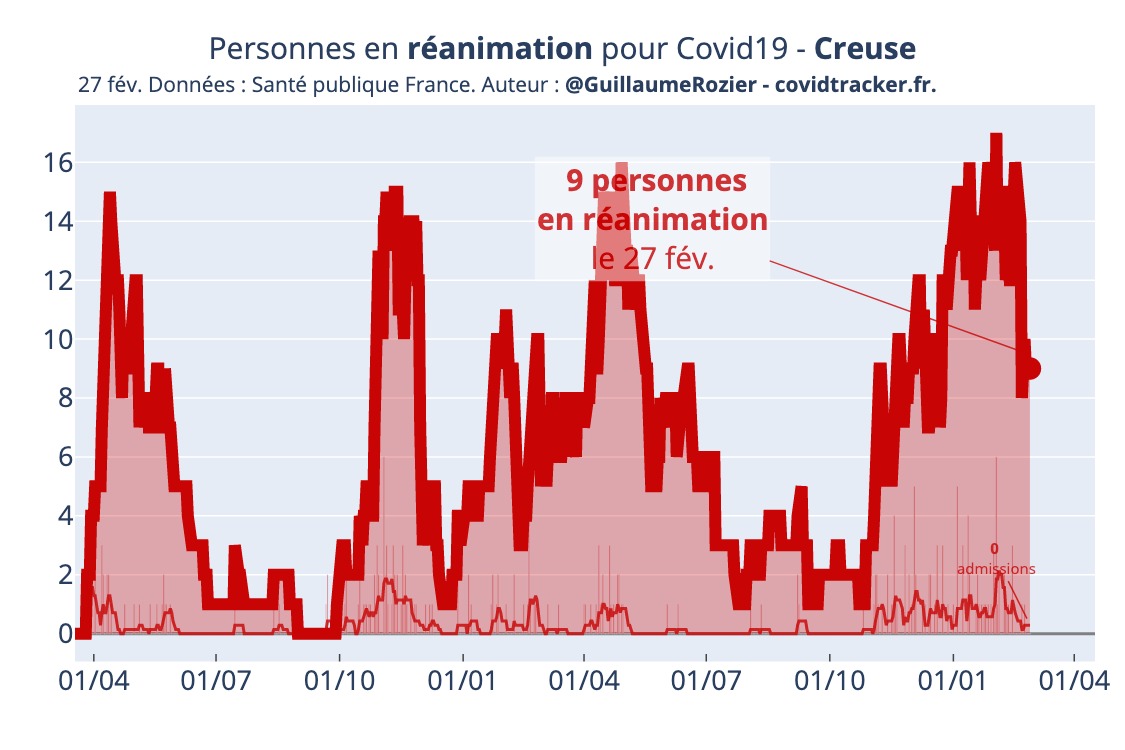 Personnes en réanimation pour Covid19 - Creuse
27 fév. Données : Santé publique France. Auteur : @GuillaumeRozier - covidtracker.fr.
16
14
12
10
8
6
4
2
0
9 personnes
en réanimation
le 27 fév.
0
admissions
01/04 01/07 01/10 01/01 01/04 01/07 01/10 01/01 01/04